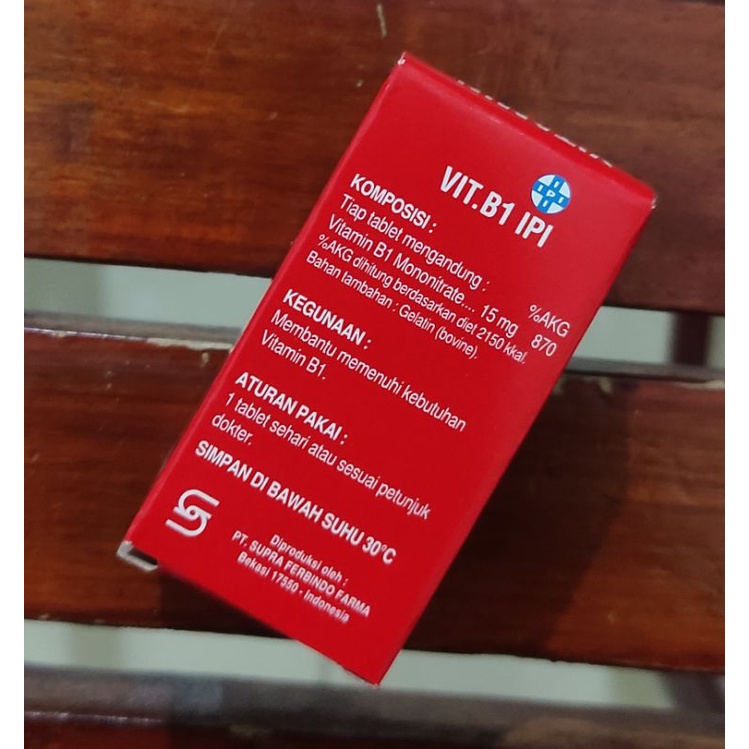 VIT.B1 IPI
IPI
KOMPOSISI :
Tiap tablet mengandung : %AKG
Vitamin B1 Mononitrate.... 15 mg 870
%AKG dihitung berdasarkan diet 2150 kkal.
Bahan tambahan : Gelatin (bovine).
KEGUNAAN :
Membantu memenuhi kebutuhan
Vitamin B1.
ATURAN PAKAI :
1 tablet sehari atau sesuai petunjuk
dokter.
SIMPAN DI BAWAH SUHU 30°C
Diproduksi oleh :
PT. SUPRA FERBINDO FARMA
Bekasi 17550 - Indonesia